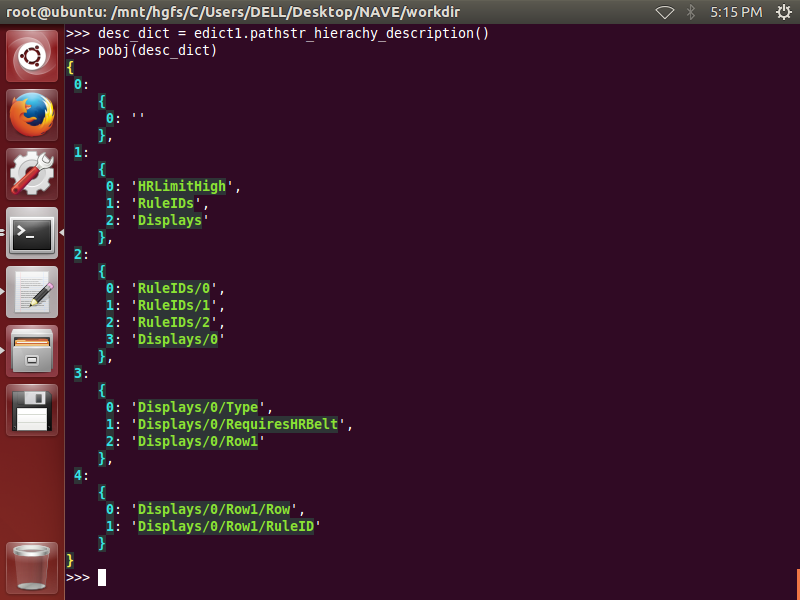 root@ubuntu: /mnt/hgfs/C/Users/DELL/Desktop/NAVE/workdir 5:15 PM
>>> desc_dict = edict1.pathstr_hierachy_description()
>>> pobj(desc_dict)
{
 0:
    {
     0: ''
    },
 1:
    {
     0: 'HRLimitHigh',
     1: 'RuleIDs',
     2: 'Displays'
    },
 2:
    {
     0: 'RuleIDs/0',
     1: 'RuleIDs/1',
     2: 'RuleIDs/2',
     3: 'Displays/0'
    },
 3:
    {
     0: 'Displays/0/Type',
     1: 'Displays/0/RequiresHRBelt',
     2: 'Displays/0/Row1'
    },
 4:
    {
     0: 'Displays/0/Row1/Row',
     1: 'Displays/0/Row1/RuleID'
    }
}
>>>